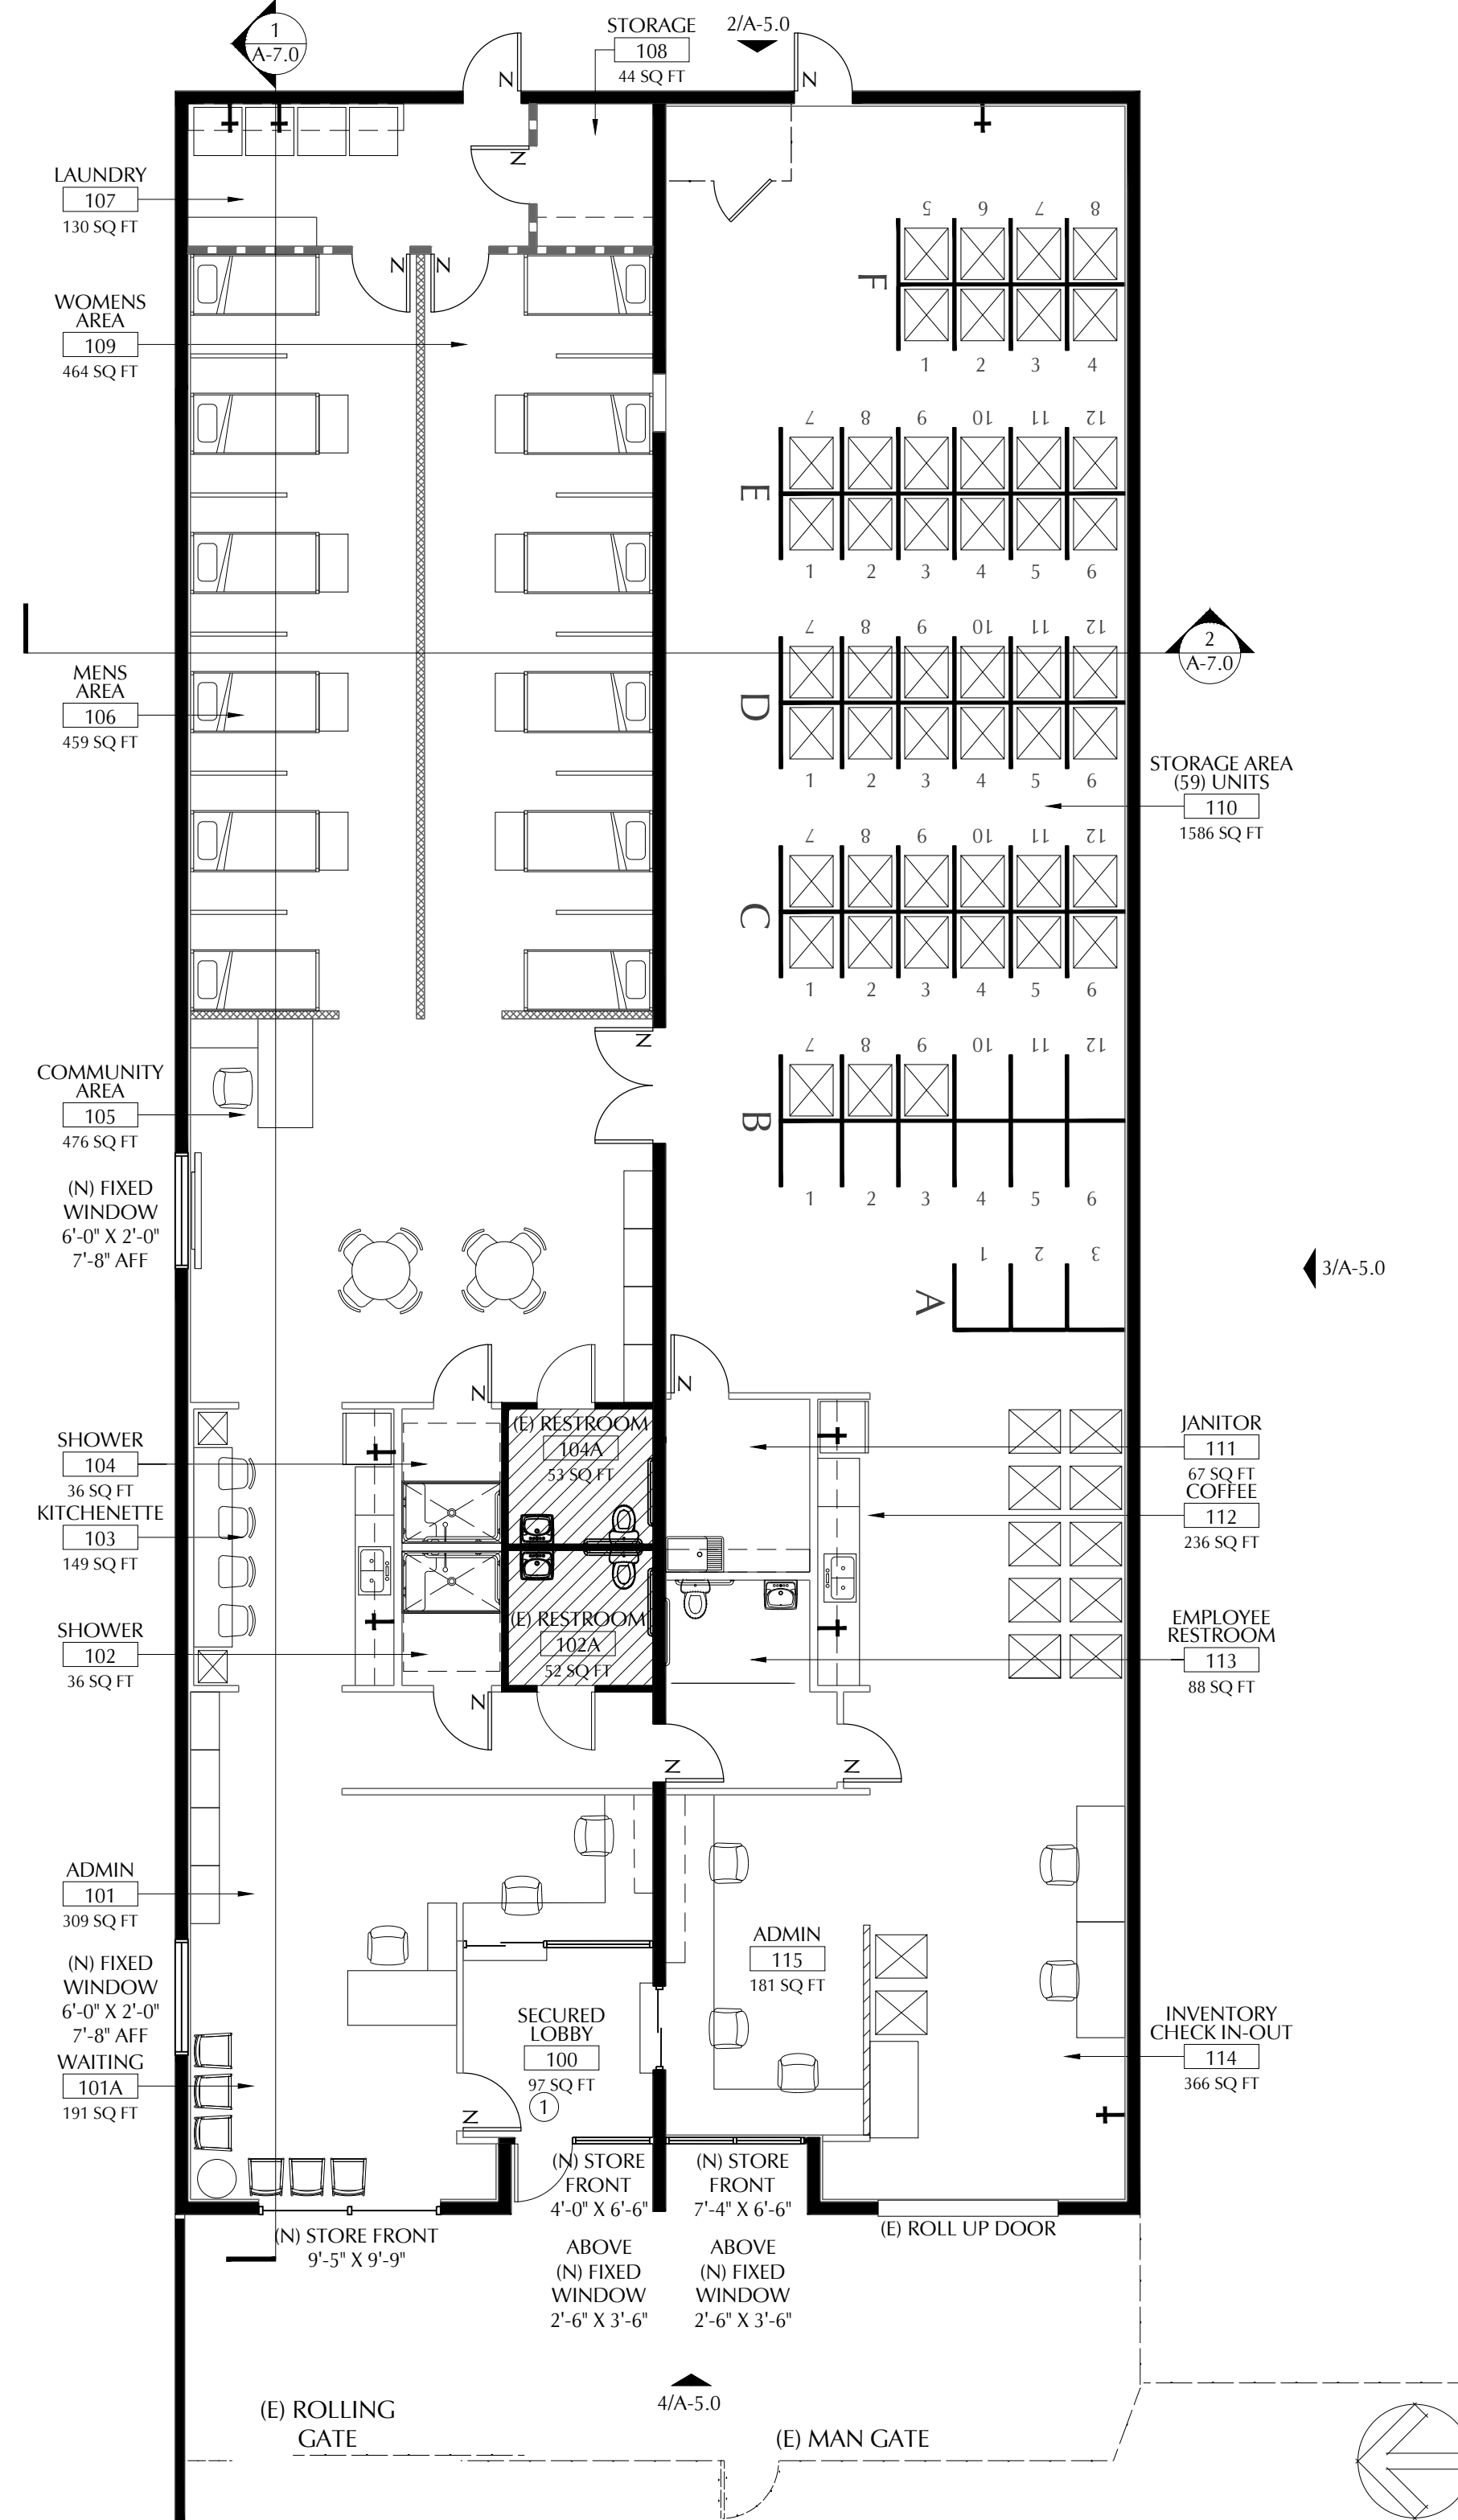 1
A-7.0
STORAGE
108
44 SQ FT
2/A-5.0
N
N
N
LAUNDRY
107
130 SQ FT
5 6 7 8
F
1 2 3 4
N N
WOMENS
AREA
109
464 SQ FT
7 8 9 10 11 12
E
1 2 3 4 5 6
2
A-7.0
7 8 9 10 11 12
D
1 2 3 4 5 6
MENS
AREA
106
459 SQ FT
STORAGE AREA
(59) UNITS
110
1586 SQ FT
7 8 9 10 11 12
C
1 2 3 4 5 6
N
7 8 9 10 11 12
B
1 2 3 4 5 6
COMMUNITY
AREA
105
476 SQ FT
(N) FIXED
WINDOW
6'-0" X 2'-0"
7'-8" AFF
1 2 3
A
3/A-5.0
N
N
(E) RESTROOM
104A
53 SQ FT
SHOWER
104
36 SQ FT
KITCHENETTE
103
149 SQ FT
JANITOR
111
67 SQ FT
COFFEE
112
236 SQ FT
(E) RESTROOM
102A
52 SQ FT
SHOWER
102
36 SQ FT
EMPLOYEE
RESTROOM
113
88 SQ FT
N
N
N
ADMIN
101
309 SQ FT
(N) FIXED
WINDOW
6'-0" X 2'-0"
7'-8" AFF
WAITING
101A
191 SQ FT
ADMIN
115
181 SQ FT
SECURED
LOBBY
100
97 SQ FT
1
N
INVENTORY
CHECK IN-OUT
114
366 SQ FT
(N) STORE
FRONT
4'-0" X 6'-6"
ABOVE
(N) FIXED
WINDOW
2'-6" X 3'-6"
(N) STORE
FRONT
7'-4" X 6'-6"
ABOVE
(N) FIXED
WINDOW
2'-6" X 3'-6"
(E) ROLL UP DOOR
(N) STORE FRONT
9'-5" X 9'-9"
4/A-5.0
(E) ROLLING
GATE
(E) MAN GATE